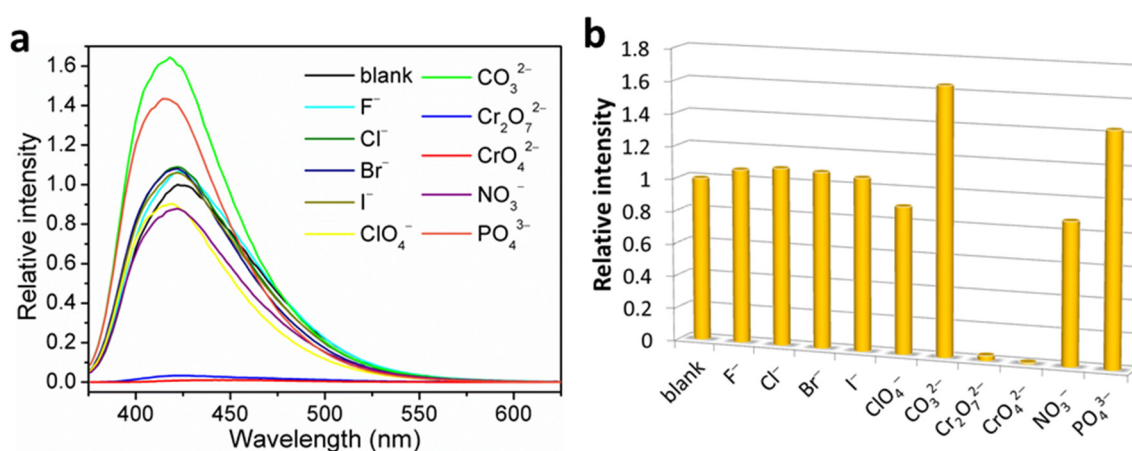 a
Relative intensity
1.6
1.4
1.2
1.0
0.8
0.6
0.4
0.2
0.0
blank
F⁻
Cl⁻
Br⁻
I⁻
ClO₄⁻
CO₃²⁻
Cr₂O₇²⁻
CrO₄²⁻
NO₃⁻
PO₄³⁻
400
450
500
550
600
Wavelength (nm)
b
Relative intensity
1.8
1.6
1.4
1.2
1
0.8
0.6
0.4
0.2
0
blank
F⁻
Cl⁻
Br⁻
I⁻
ClO₄⁻
CO₃²⁻
Cr₂O₇²⁻
CrO₄²⁻
NO₃⁻
PO₄³⁻